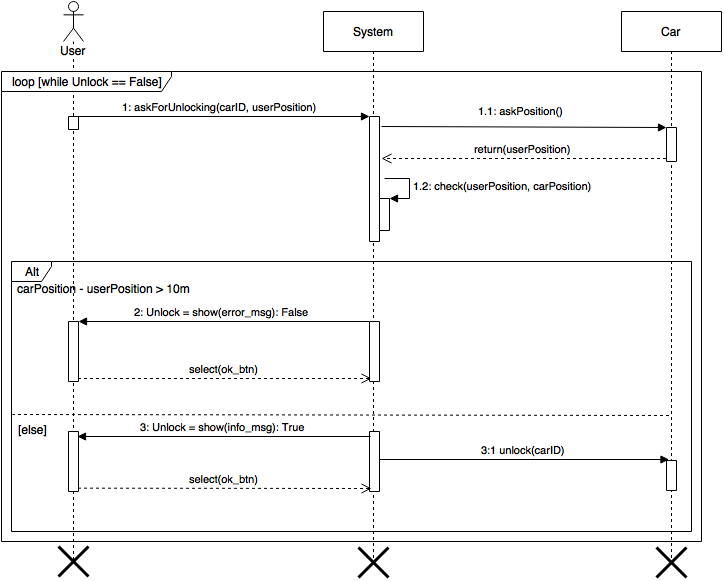 User
System
Car
loop [while Unlock == False]
1: askForUnlocking(carID, userPosition)
1.1: askPosition()
return(userPosition)
1.2: check(userPosition, carPosition)
Alt
carPosition - userPosition > 10m
2: Unlock = show(error_msg): False
select(ok_btn)
[else]
3: Unlock = show(info_msg): True
3:1 unlock(carID)
select(ok_btn)